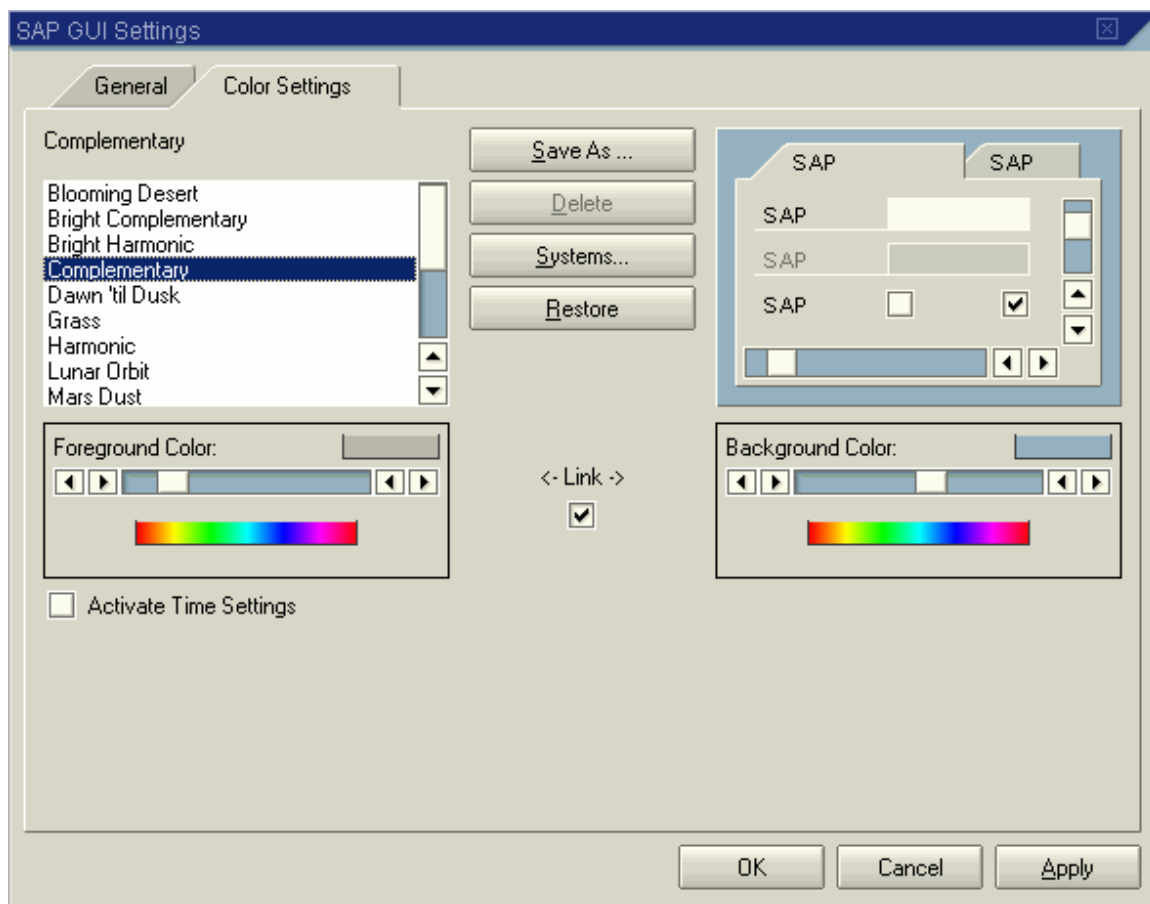 SAP GUI Settings
General
Color Settings
Complementary
Blooming Desert
Bright Complementary
Bright Harmonic
Complementary
Dawn 'til Dusk
Grass
Harmonic
Lunar Orbit
Mars Dust
Save As ...
Delete
Systems...
Restore
SAP
SAP
SAP
SAP
SAP
Foreground Color:
<- Link ->
Background Color:
Activate Time Settings
OK
Cancel
Apply